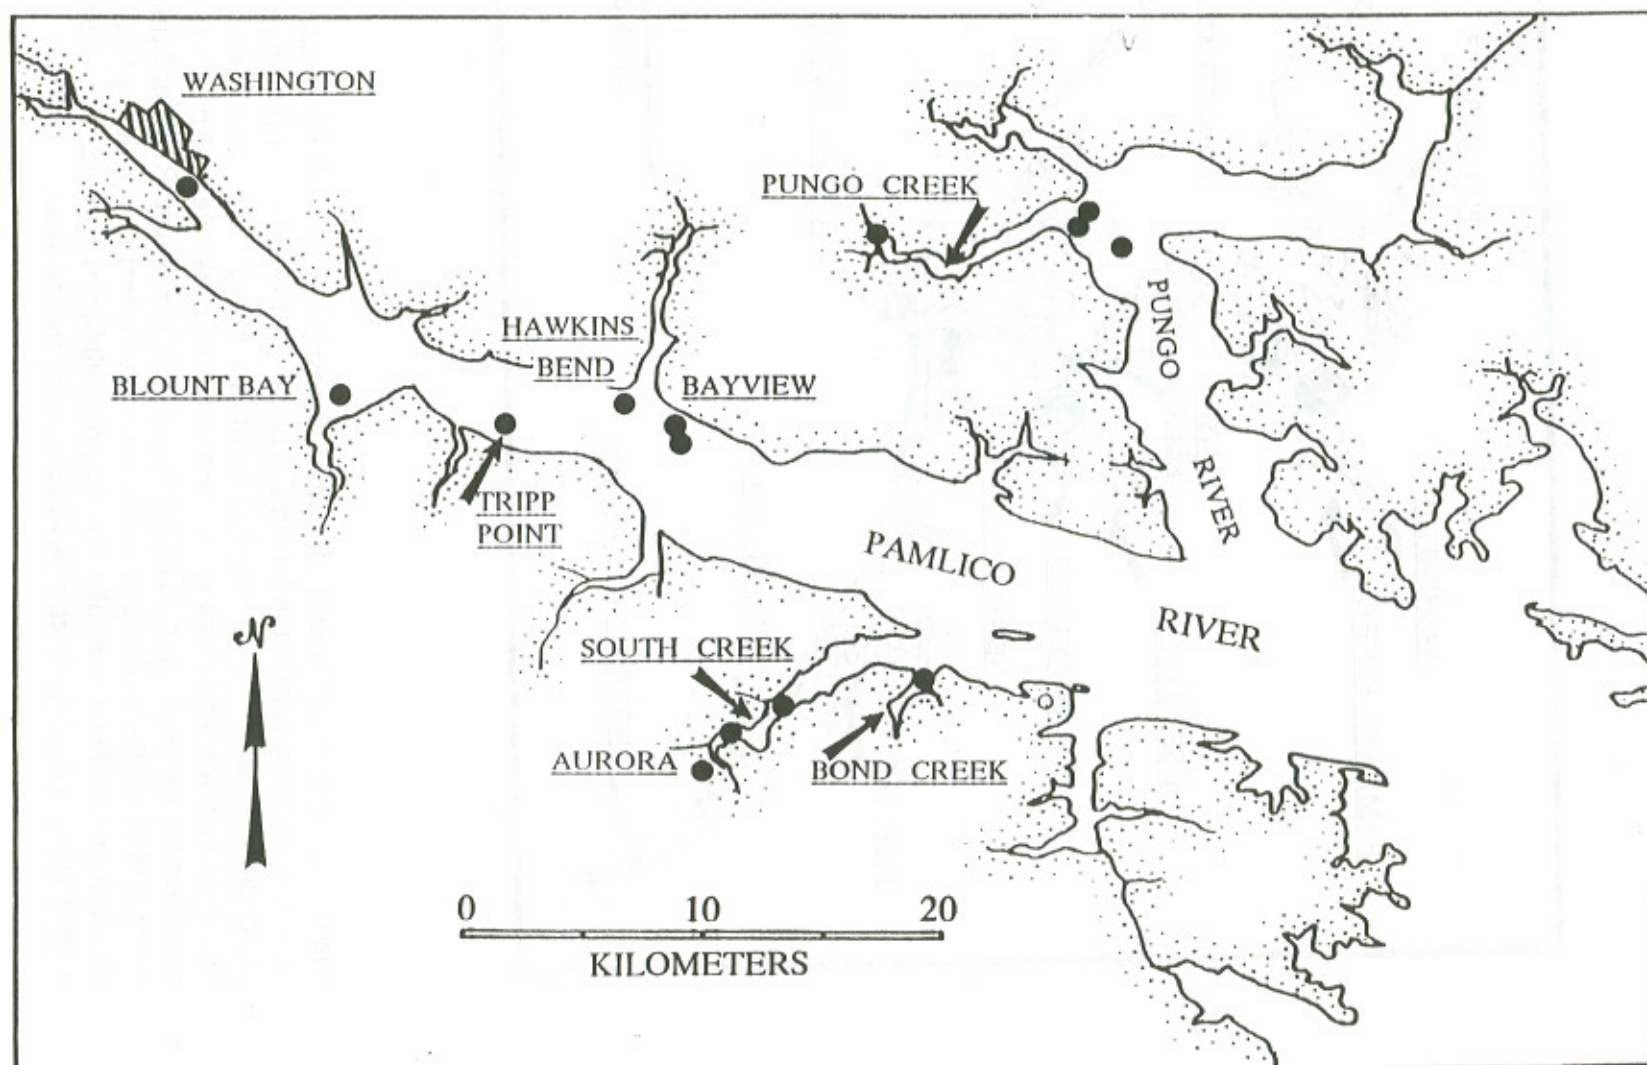 WASHINGTON
PUNGO CREEK
HAWKINS
BEND
PUNGO
BLOUNT BAY
BAYVIEW
TRIPP
POINT
RIVER
PAMLICO
RIVER
N
SOUTH CREEK
AURORA
BOND CREEK
0 10 20
KILOMETERS